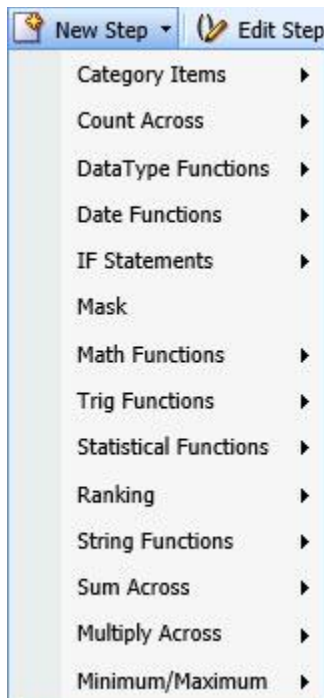 New Step Edit Step
Category Items
Count Across
DataType Functions
Date Functions
IF Statements
Mask
Math Functions
Trig Functions
Statistical Functions
Ranking
String Functions
Sum Across
Multiply Across
Minimum/Maximum